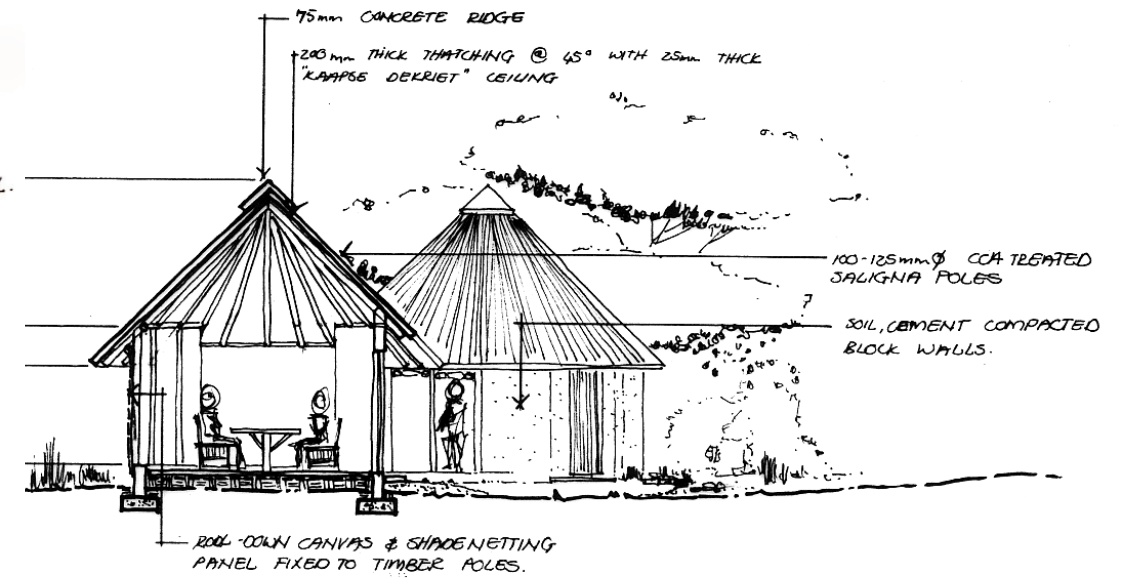 75mm CONCRETE RIDGE
200mm THICK THATCHING @ 45° WITH 25mm THICK
"KAAPSE DEKRIET" CEILING
100-125mm ∅ CCA TREATED
SALIGNA POLES
SOIL, CEMENT COMPACTED
BLOCK WALLS.
ROLL-DOWN CANVAS & SHADENETTING
PANEL FIXED TO TIMBER POLES.